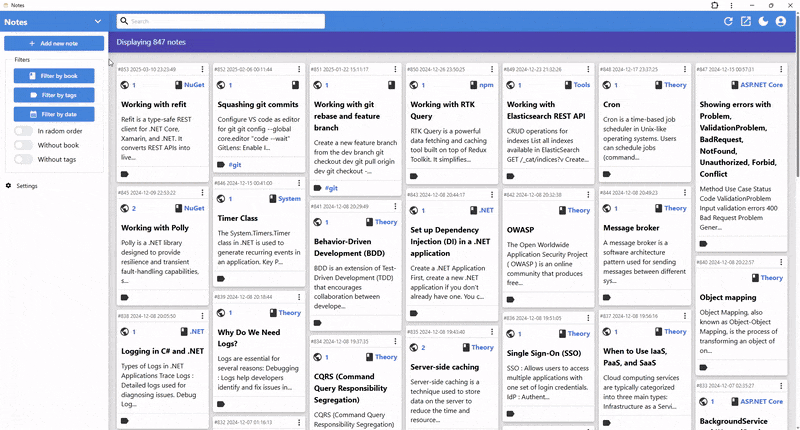 Notes
Notes
Search
Add new note
Displaying 847 notes
Filters
Filter by book
Filter by tags
Filter by date
In radom order
Without book
Without tags
Settings
#853 2025-03-10 23:23:49
1
NuGet
Working with refit
Refit is a type-safe REST
client for .NET Core,
Xamarin, and .NET. It
converts REST APIs into
live...
#845 2024-12-09 22:53:22
2
NuGet
Working with Polly
Polly is a .NET library
designed to provide
resilience and transient
fault-handling capabilities,
s...
#838 2024-12-08 20:05:50
1
.NET
Logging in C# and .NET
Types of Logs in .NET
Applications Trace Logs :
Detailed logs used for
diagnosing issues. Debug
Log...
#852 2025-02-06 00:11:44
1
Squashing git commits
Configure VS code as editor
for git git config --global
core.editor "code --wait"
GitLens: Enable I...
#git
#846 2024-12-15 00:41:00
1
System
Timer Class
The System.Timers.Timer
class in .NET is used to
generate recurring events in
an application. Key P...
#839 2024-12-08 20:18:44
1
Theory
Why Do We Need
Logs?
Logs are essential for
several reasons: Debugging
: Logs help developers
identify and fix issues in...
#832 2024-12-07 01:16:13
#851 2025-01-22 15:11:17
1
Working with git
rebase and feature
branch
Create a new feature branch
from the dev branch git
checkout dev git pull origin
dev git checkout -...
#git
#841 2024-12-08 20:29:49
1
Theory
Behavior-Driven
Development (BDD)
BDD is an extension of Test-
Driven Development (TDD)
that encourages
collaboration between
develope...
#834 2024-12-08 19:37:35
1
Theory
CQRS (Command
Query Responsibility
Segregation)
CQRS (Command Query
Responsibility Segregation)
#850 2024-12-26 23:50:25
1
npm
Working with RTK
Query
RTK Query is a powerful
data fetching and caching
tool built on top of Redux
Toolkit. It simplifies...
#843 2024-12-08 20:44:17
1
.NET
Set up Dependency
Injection (DI) in a .NET
application
Create a .NET Application
First, create a new .NET
application if you don't
already have one. You c...
#835 2024-12-08 19:43:40
2
Theory
Server-side caching
Server-side caching is a
technique used to store
data on the server to
reduce the time and
resource...
#849 2024-12-23 21:32:26
1
Tools
Working with
Elasticsearch REST API
CRUD operations for
indices List all indexes
available in ElasticSearch
GET /_cat/indices?v Create...
#842 2024-12-08 20:32:38
1
Theory
OWASP
The Open Worldwide
Application Security Project
( OWASP ) is an online
community that produces
free...
#836 2024-12-08 19:51:05
1
Theory
Single Sign-On (SSO)
SSO : Allows users to access
multiple applications with
one set of login credentials.
IdP : Authent...
#848 2024-12-17 23:37:25
1
Theory
Cron
Cron is a time-based job
scheduler in Unix-like
operating systems. Users
can schedule jobs
(command...
#844 2024-12-08 20:49:23
1
Theory
Message broker
A message broker is a
software architecture
pattern used for sending
messages between different
sys...
#837 2024-12-08 19:56:16
1
Theory
When to Use IaaS,
PaaS, and SaaS
Cloud computing services
are typically categorized
into three main types:
Infrastructure as a Servi...
#847 2024-12-15 00:57:11
1
ASP.NET Core
Showing errors with
Problem,
ValidationProblem,
BadRequest,
NotFound,
Unauthorized, Forbid,
Conflict
Method Use Case Status
Code ValidationProblem
Input validation errors 400
Bad Request Problem
Gener...
#840 2024-12-08 20:22:57
Theory
Object mapping
Object Mapping, also
known as Object-Object
Mapping, is the process of
transforming an object of
on...
#833 2024-12-07 02:35:27
1
ASP.NET Core
BackgroundService